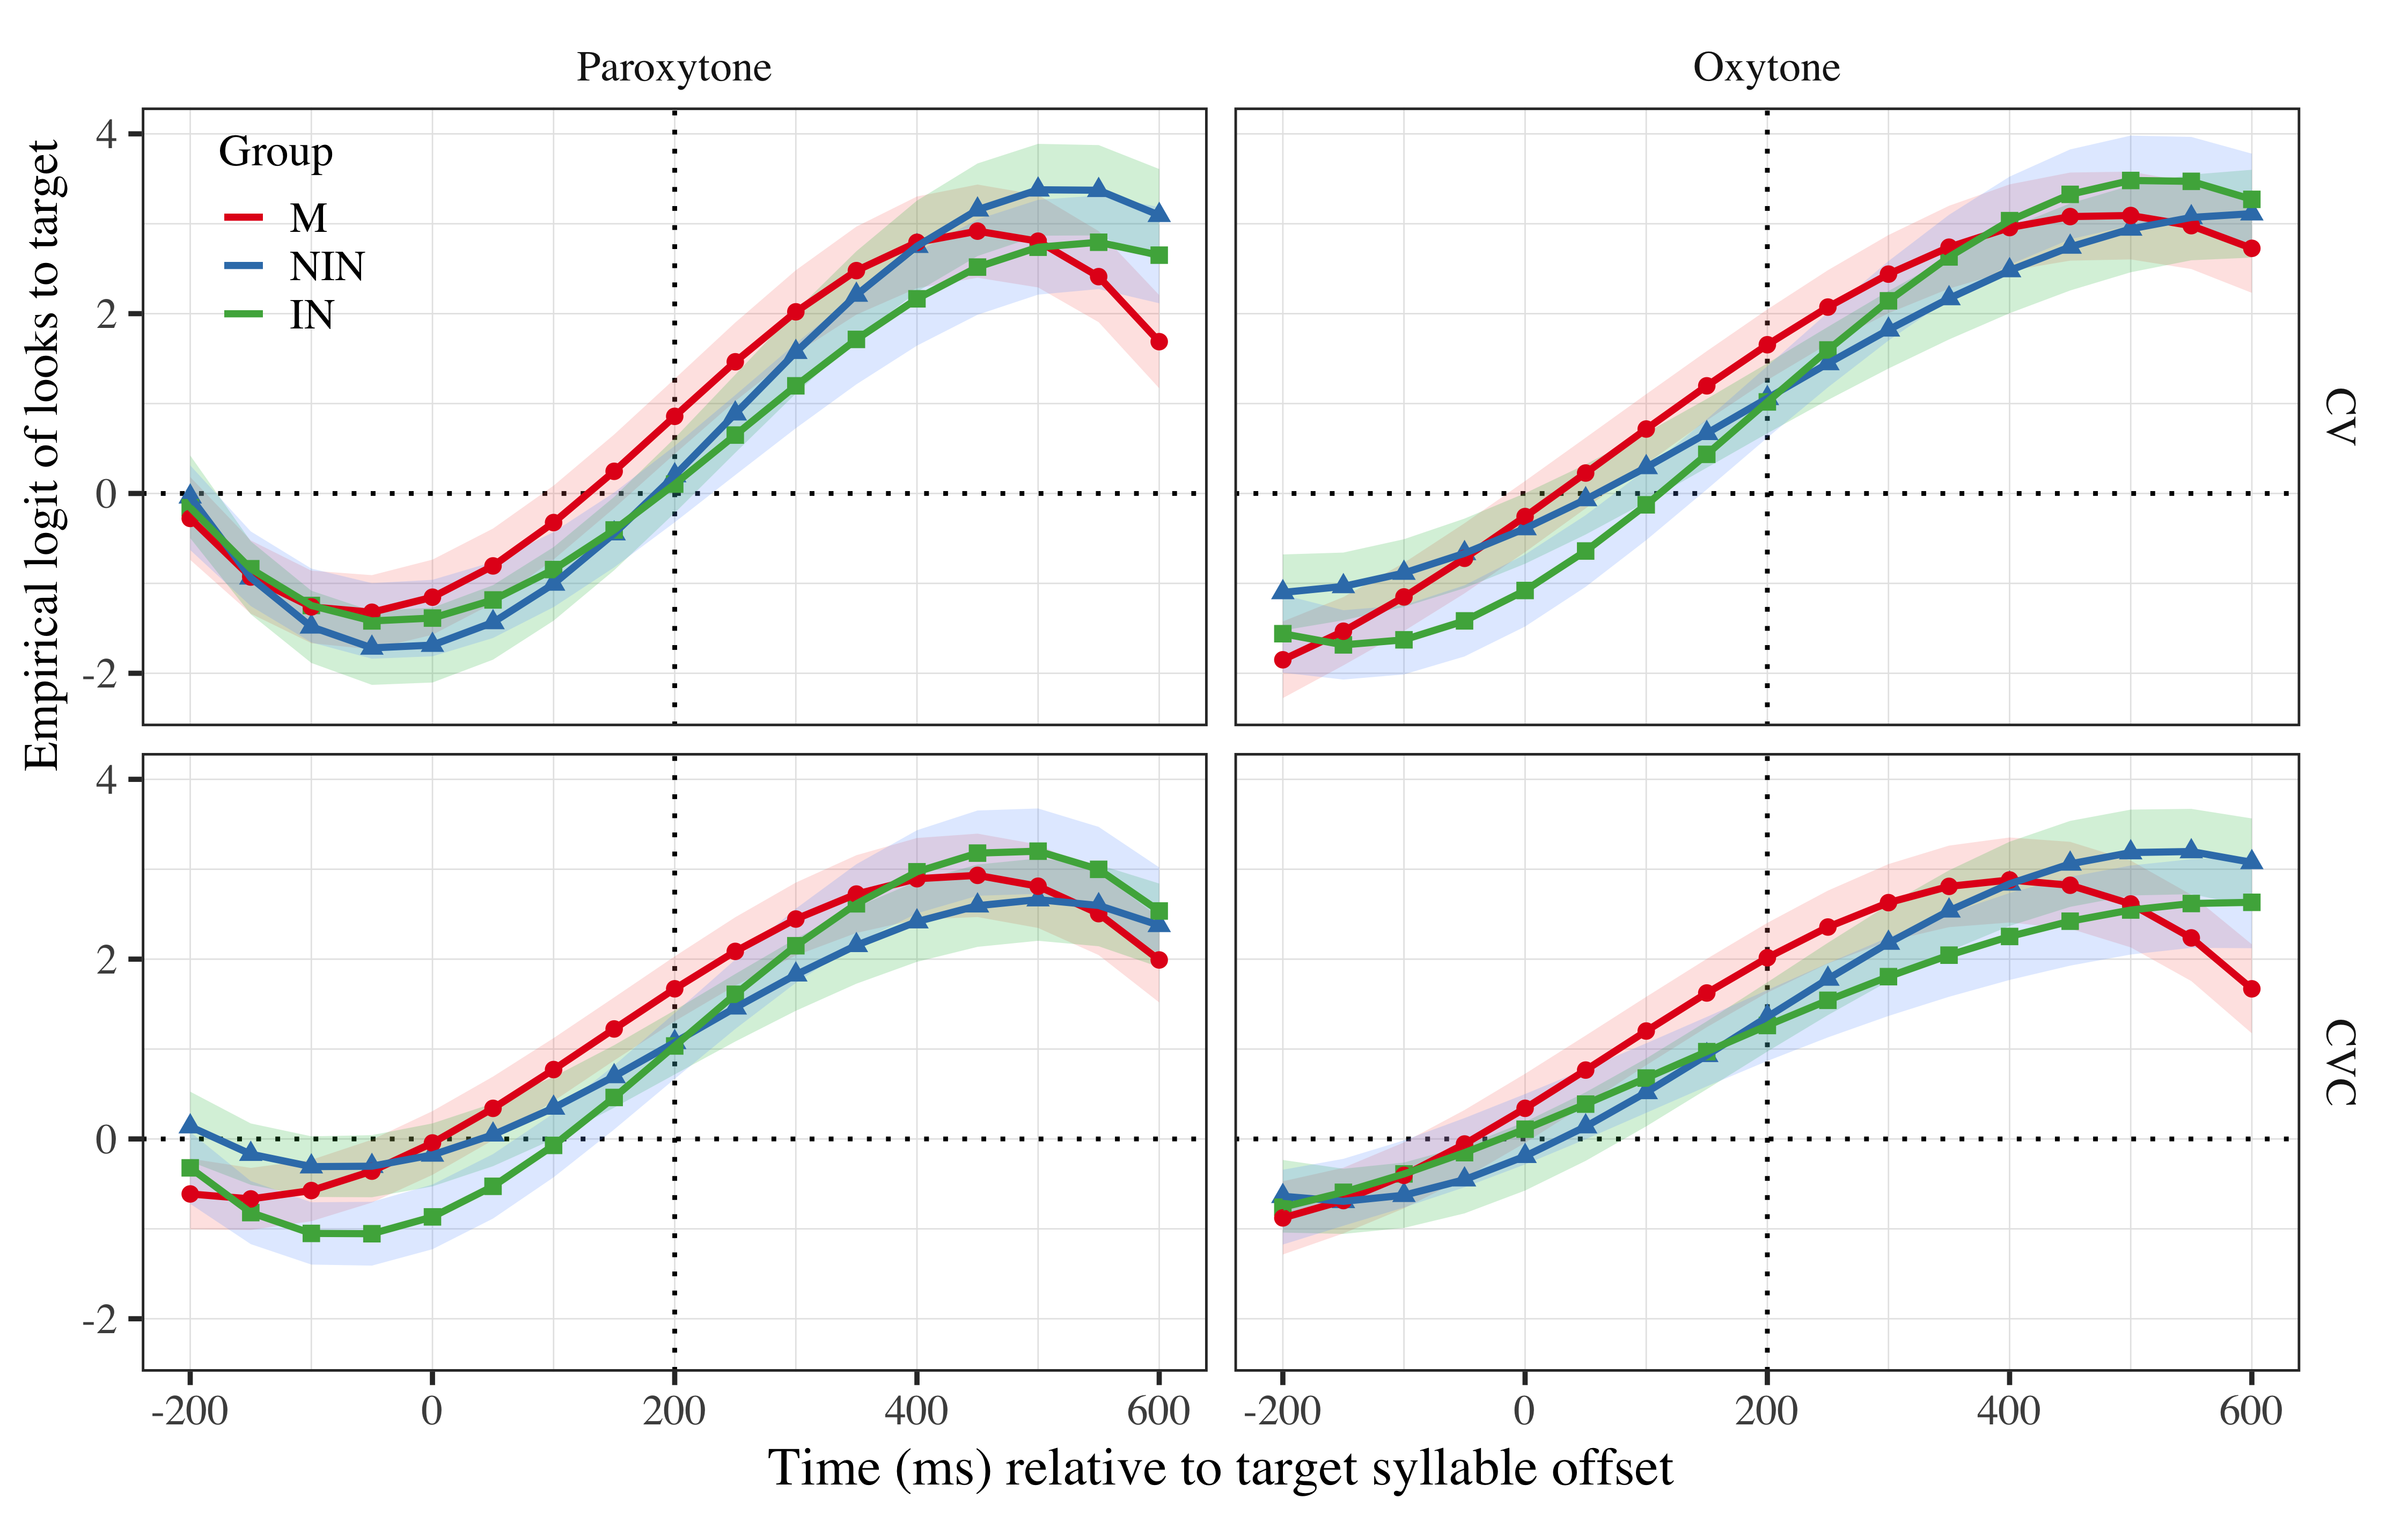 Paroxytone
Oxytone
Empirical logit of looks to target
4
2
0
-2
Group
M
NIN
IN
CV
4
2
0
-2
CVC
-200 0 200 400 600
-200 0 200 400 600
Time (ms) relative to target syllable offset